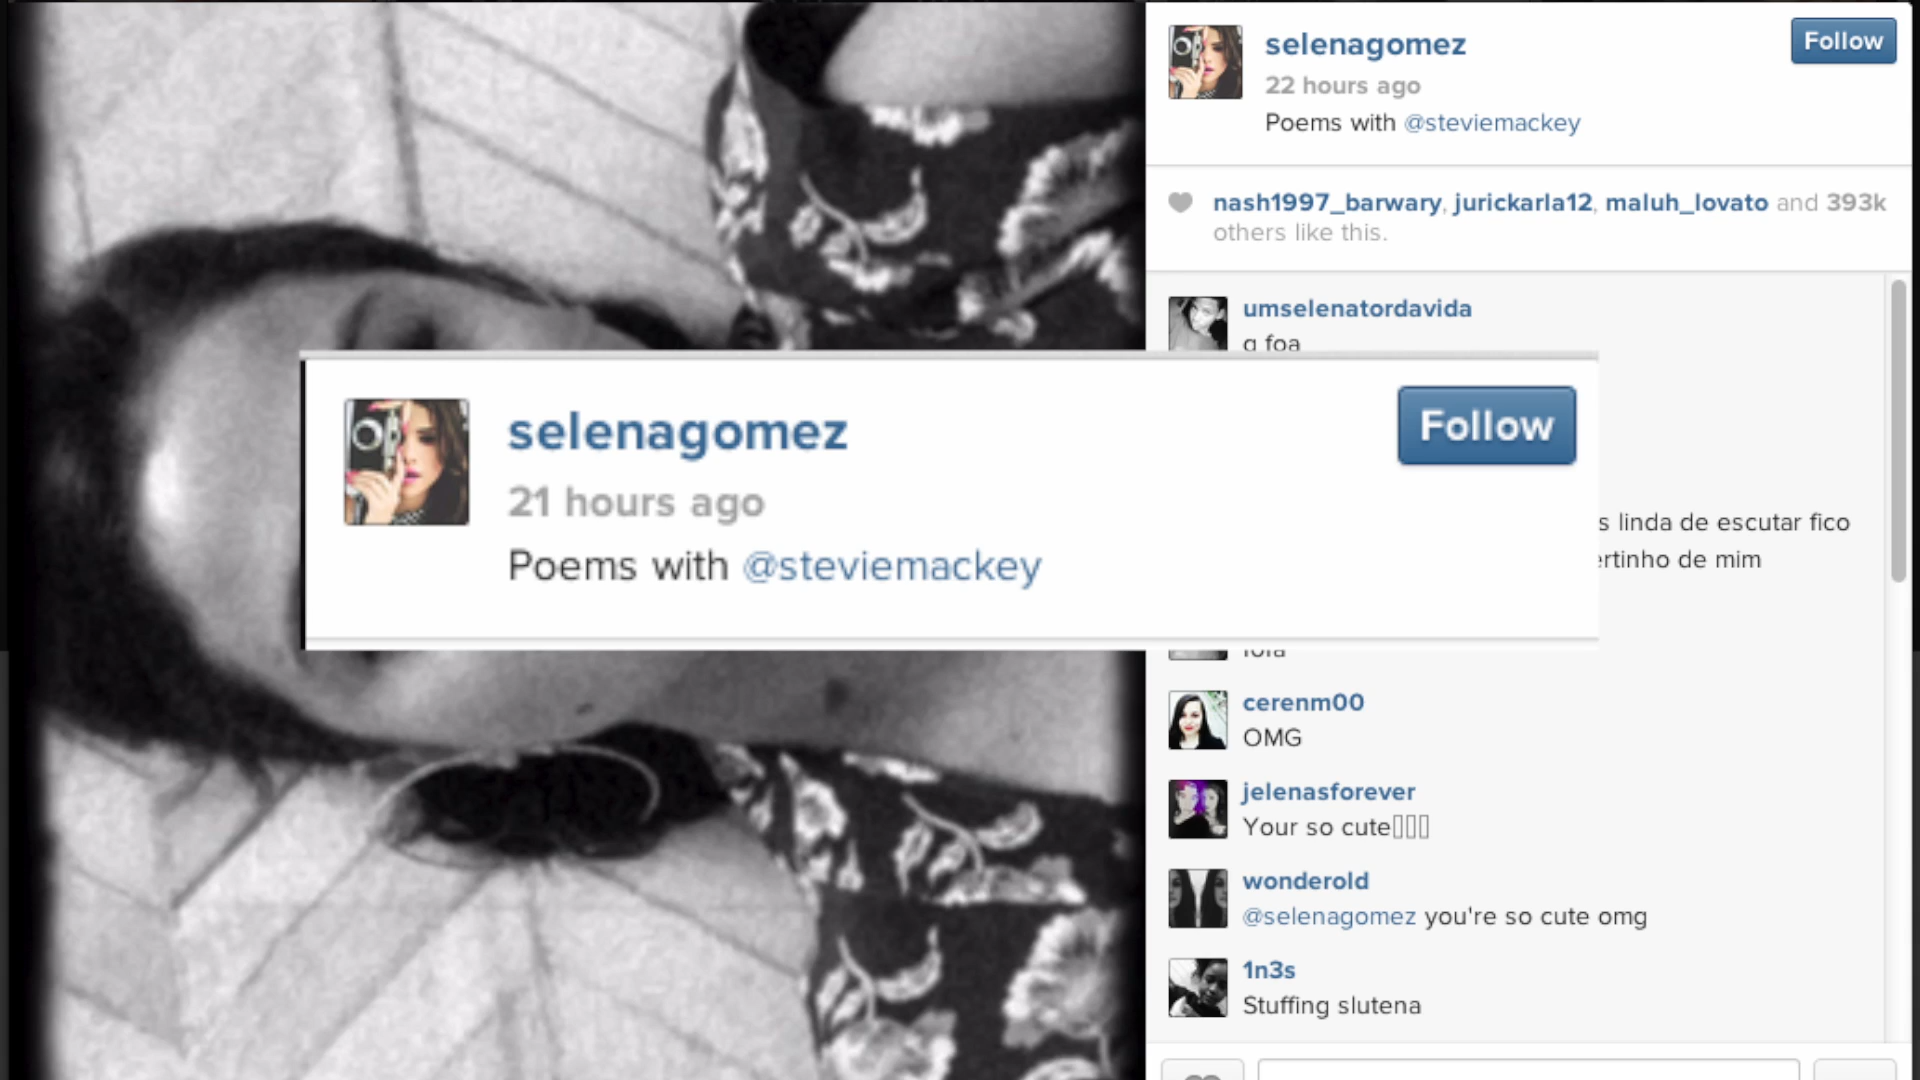 selenagomez
Follow
22 hours ago
Poems with @steviemackey
nash1997_barwary, jurickarla12, maluh_lovato and 393k
others like this.
umselenatordavida
q foa
selenagomez
Follow
21 hours ago
Poems with @steviemackey
s linda de escutar fico
ertinho de mim
cerenm00
OMG
jelenasforever
Your so cute
wonderold
@selenagomez you're so cute omg
1n3s
Stuffing slutena